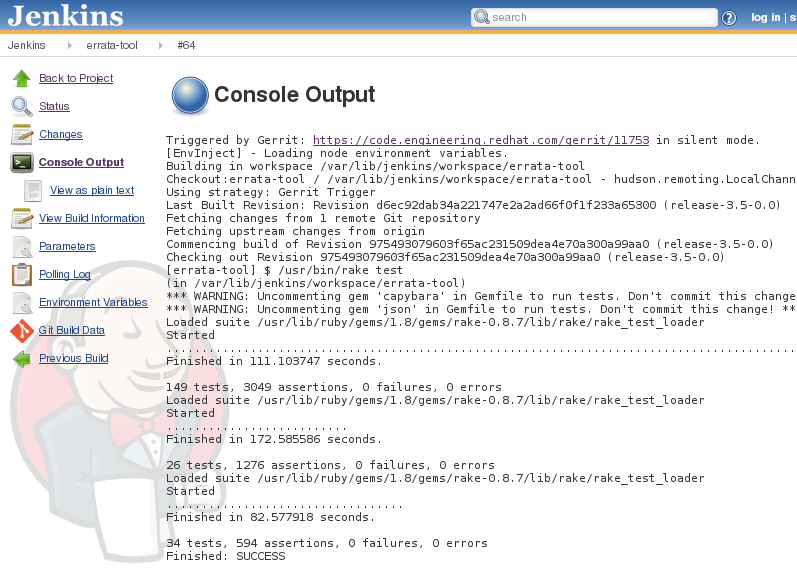 Jenkins
search
log in | s
Jenkins
errata-tool
#64
Back to Project
Status
Changes
Console Output
View as plain text
View Build Information
Parameters
Polling Log
Environment Variables
Git Build Data
Previous Build
Console Output
Triggered by Gerrit: https://code.engineering.redhat.com/gerrit/11753 in silent mode.
[EnvInject] - Loading node environment variables.
Building in workspace /var/lib/jenkins/workspace/errata-tool
Checkout:errata-tool / /var/lib/jenkins/workspace/errata-tool - hudson.remoting.LocalChann
Using strategy: Gerrit Trigger
Last Built Revision: Revision d6ec92dab34a221747e2a2ad66f0f1f233a65300 (release-3.5-0.0)
Fetching changes from 1 remote Git repository
Fetching upstream changes from origin
Commencing build of Revision 975493079603f65ac231509dea4e70a300a99aa0 (release-3.5-0.0)
Checking out Revision 975493079603f65ac231509dea4e70a300a99aa0 (release-3.5-0.0)
[errata-tool] $ /usr/bin/rake test
(in /var/lib/jenkins/workspace/errata-tool)
*** WARNING: Uncommenting gem 'capybara' in Gemfile to run tests. Don't commit this change
*** WARNING: Uncommenting gem 'json' in Gemfile to run tests. Don't commit this change! **
Loaded suite /usr/lib/ruby/gems/1.8/gems/rake-0.8.7/lib/rake/rake_test_loader
Started
...........................................................................................
Finished in 111.103747 seconds.
149 tests, 3049 assertions, 0 failures, 0 errors
Loaded suite /usr/lib/ruby/gems/1.8/gems/rake-0.8.7/lib/rake/rake_test_loader
Started
..........................
Finished in 172.585586 seconds.
26 tests, 1276 assertions, 0 failures, 0 errors
Loaded suite /usr/lib/ruby/gems/1.8/gems/rake-0.8.7/lib/rake/rake_test_loader
Started
..................................
Finished in 82.577918 seconds.
34 tests, 594 assertions, 0 failures, 0 errors
Finished: SUCCESS